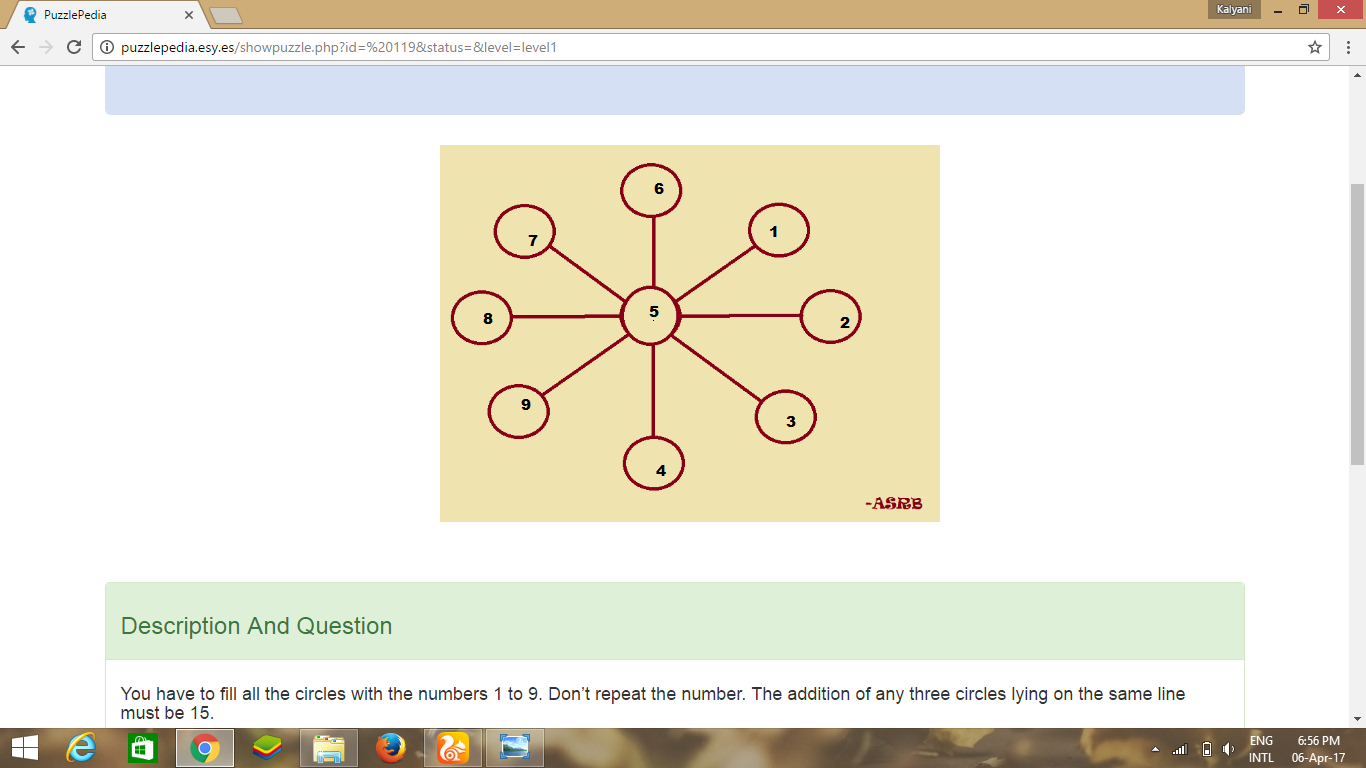 PuzzlePedia
Kalyani
puzzlepedia.esy.es/showpuzzle.php?id=%20119&status=&level=level1
6
7
1
8
5
2
9
3
4
-ASRB
Description And Question
You have to fill all the circles with the numbers 1 to 9. Don’t repeat the number. The addition of any three circles lying on the same line
must be 15.
ENG
INTL
6:56 PM
06-Apr-17